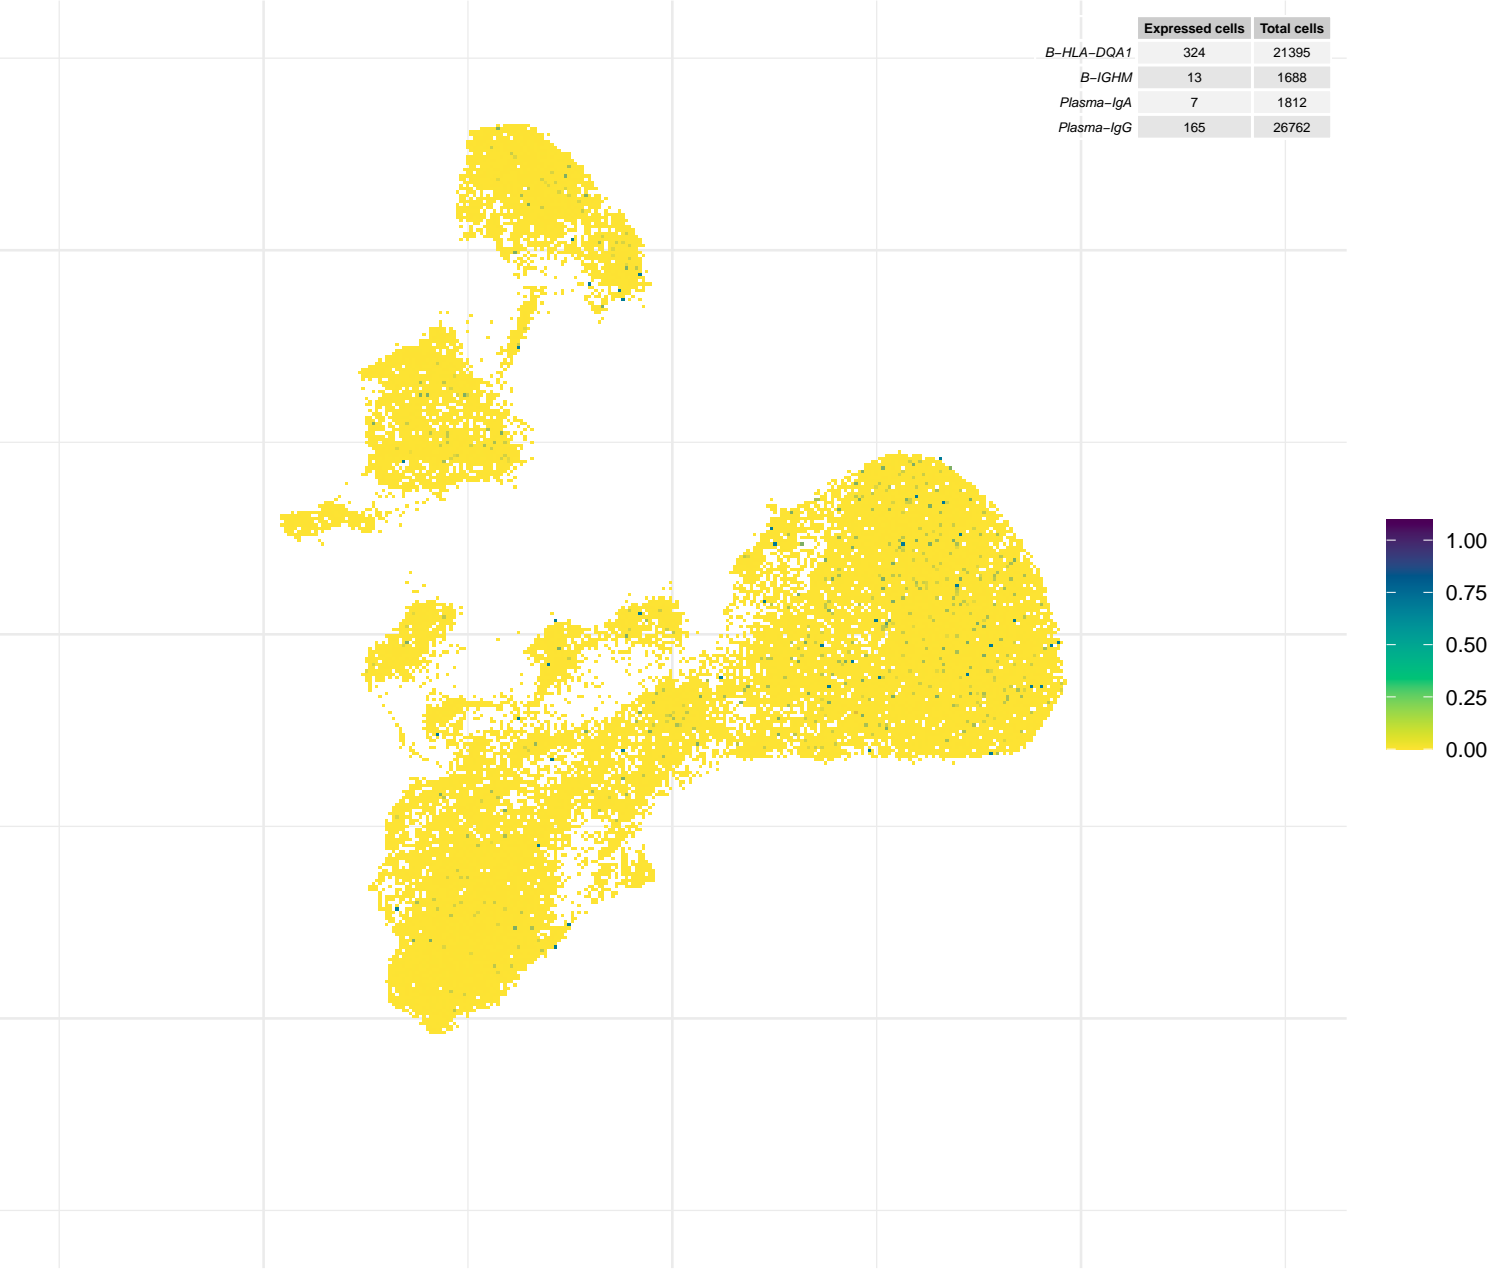 Expressed cells Total cells
B−HLA−DQA1 324 21395
B−IGHM 13 1688
Plasma−IgA 7 1812
Plasma−IgG 165 26762
1.00
0.75
0.50
0.25
0.00